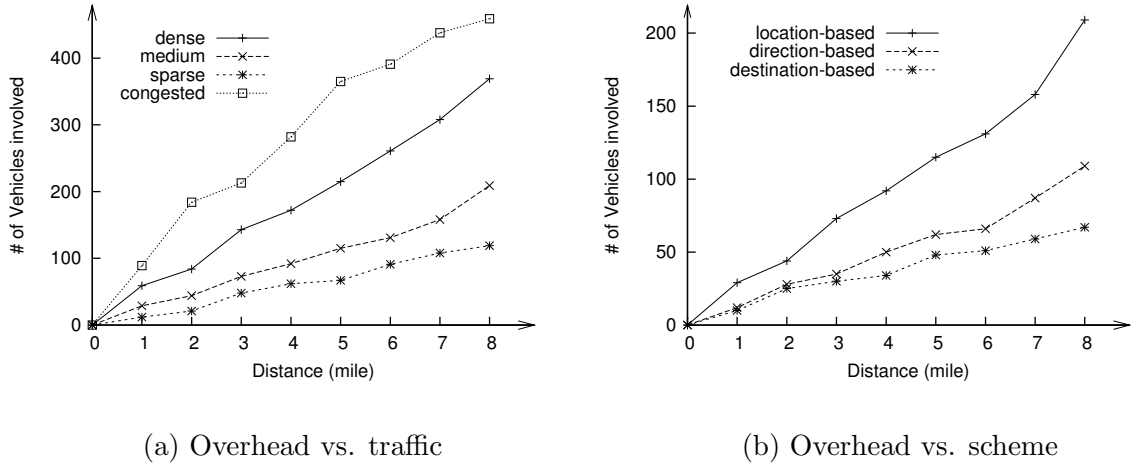 dense
medium
sparse
congested
# of Vehicles involved
400
300
200
100
0
0 1 2 3 4 5 6 7 8
Distance (mile)
(a) Overhead vs. traffic
location-based
direction-based
destination-based
# of Vehicles involved
200
150
100
50
0
0 1 2 3 4 5 6 7 8
Distance (mile)
(b) Overhead vs. scheme